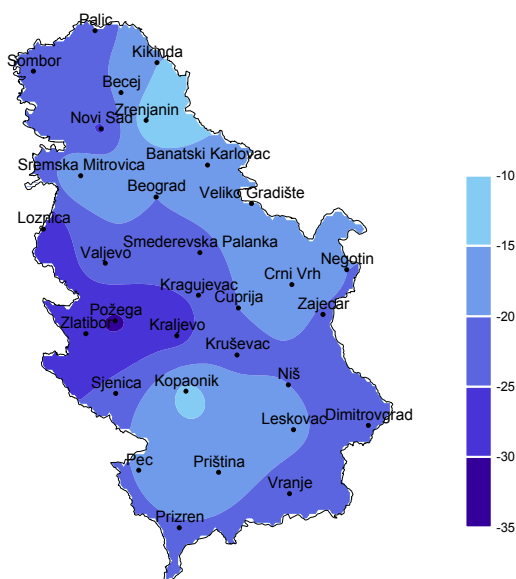 Palic
Kikinda
Sombor
Becej
Zrenjanin
Novi Sad
Banatski Karlovac
Sremska Mitrovica
Beograd
Veliko Gradište
Loznica
Smederevska Palanka
Valjevo
Negotin
Crni Vrh
Kragujevac
Cuprija
Zajecar
Požega
Zlatibor
Kraljevo
Kruševac
Niš
Sjenica
Kopaonik
Dimitrovgrad
Leskovac
Pec
Priština
Vranje
Prizren
-10
-15
-20
-25
-30
-35